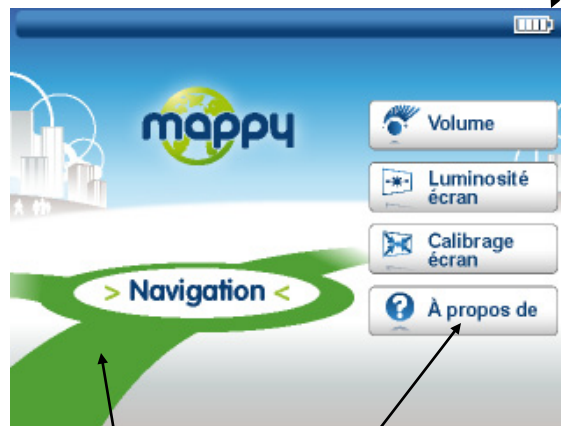 mappy
Volume
Luminosité
écran
Calibrage
écran
> Navigation <
À propos de